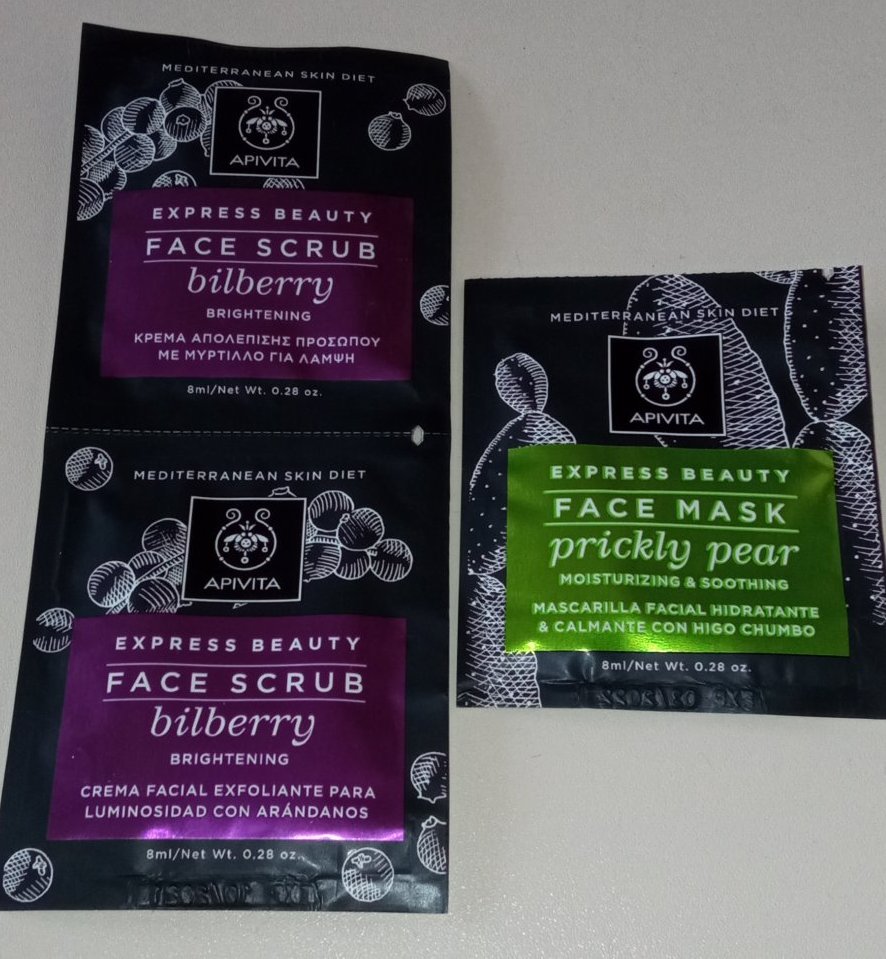 MEDITERRANEAN SKIN DIET
APIVITA
EXPRESS BEAUTY
FACE SCRUB
bilberry
BRIGHTENING
ΚΡΕΜΑ ΑΠΟΛΕΠΙΣΗΣ ΠΡΟΣΩΠΟΥ
ΜΕ ΜΥΡΤΙΛΛΟ ΓΙΑ ΛΑΜΨΗ
8ml/Net Wt. 0.28 oz.
MEDITERRANEAN SKIN DIET
APIVITA
EXPRESS BEAUTY
FACE SCRUB
bilberry
BRIGHTENING
CREMA FACIAL EXFOLIANTE PARA
LUMINOSIDAD CON ARÁNDANOS
8ml/Net Wt. 0.28 oz.
MEDITERRANEAN SKIN DIET
APIVITA
EXPRESS BEAUTY
FACE MASK
prickly pear
MOISTURIZING & SOOTHING
MASCARILLA FACIAL HIDRATANTE
& CALMANTE CON HIGO CHUMBO
8ml/Net Wt. 0.28 oz.